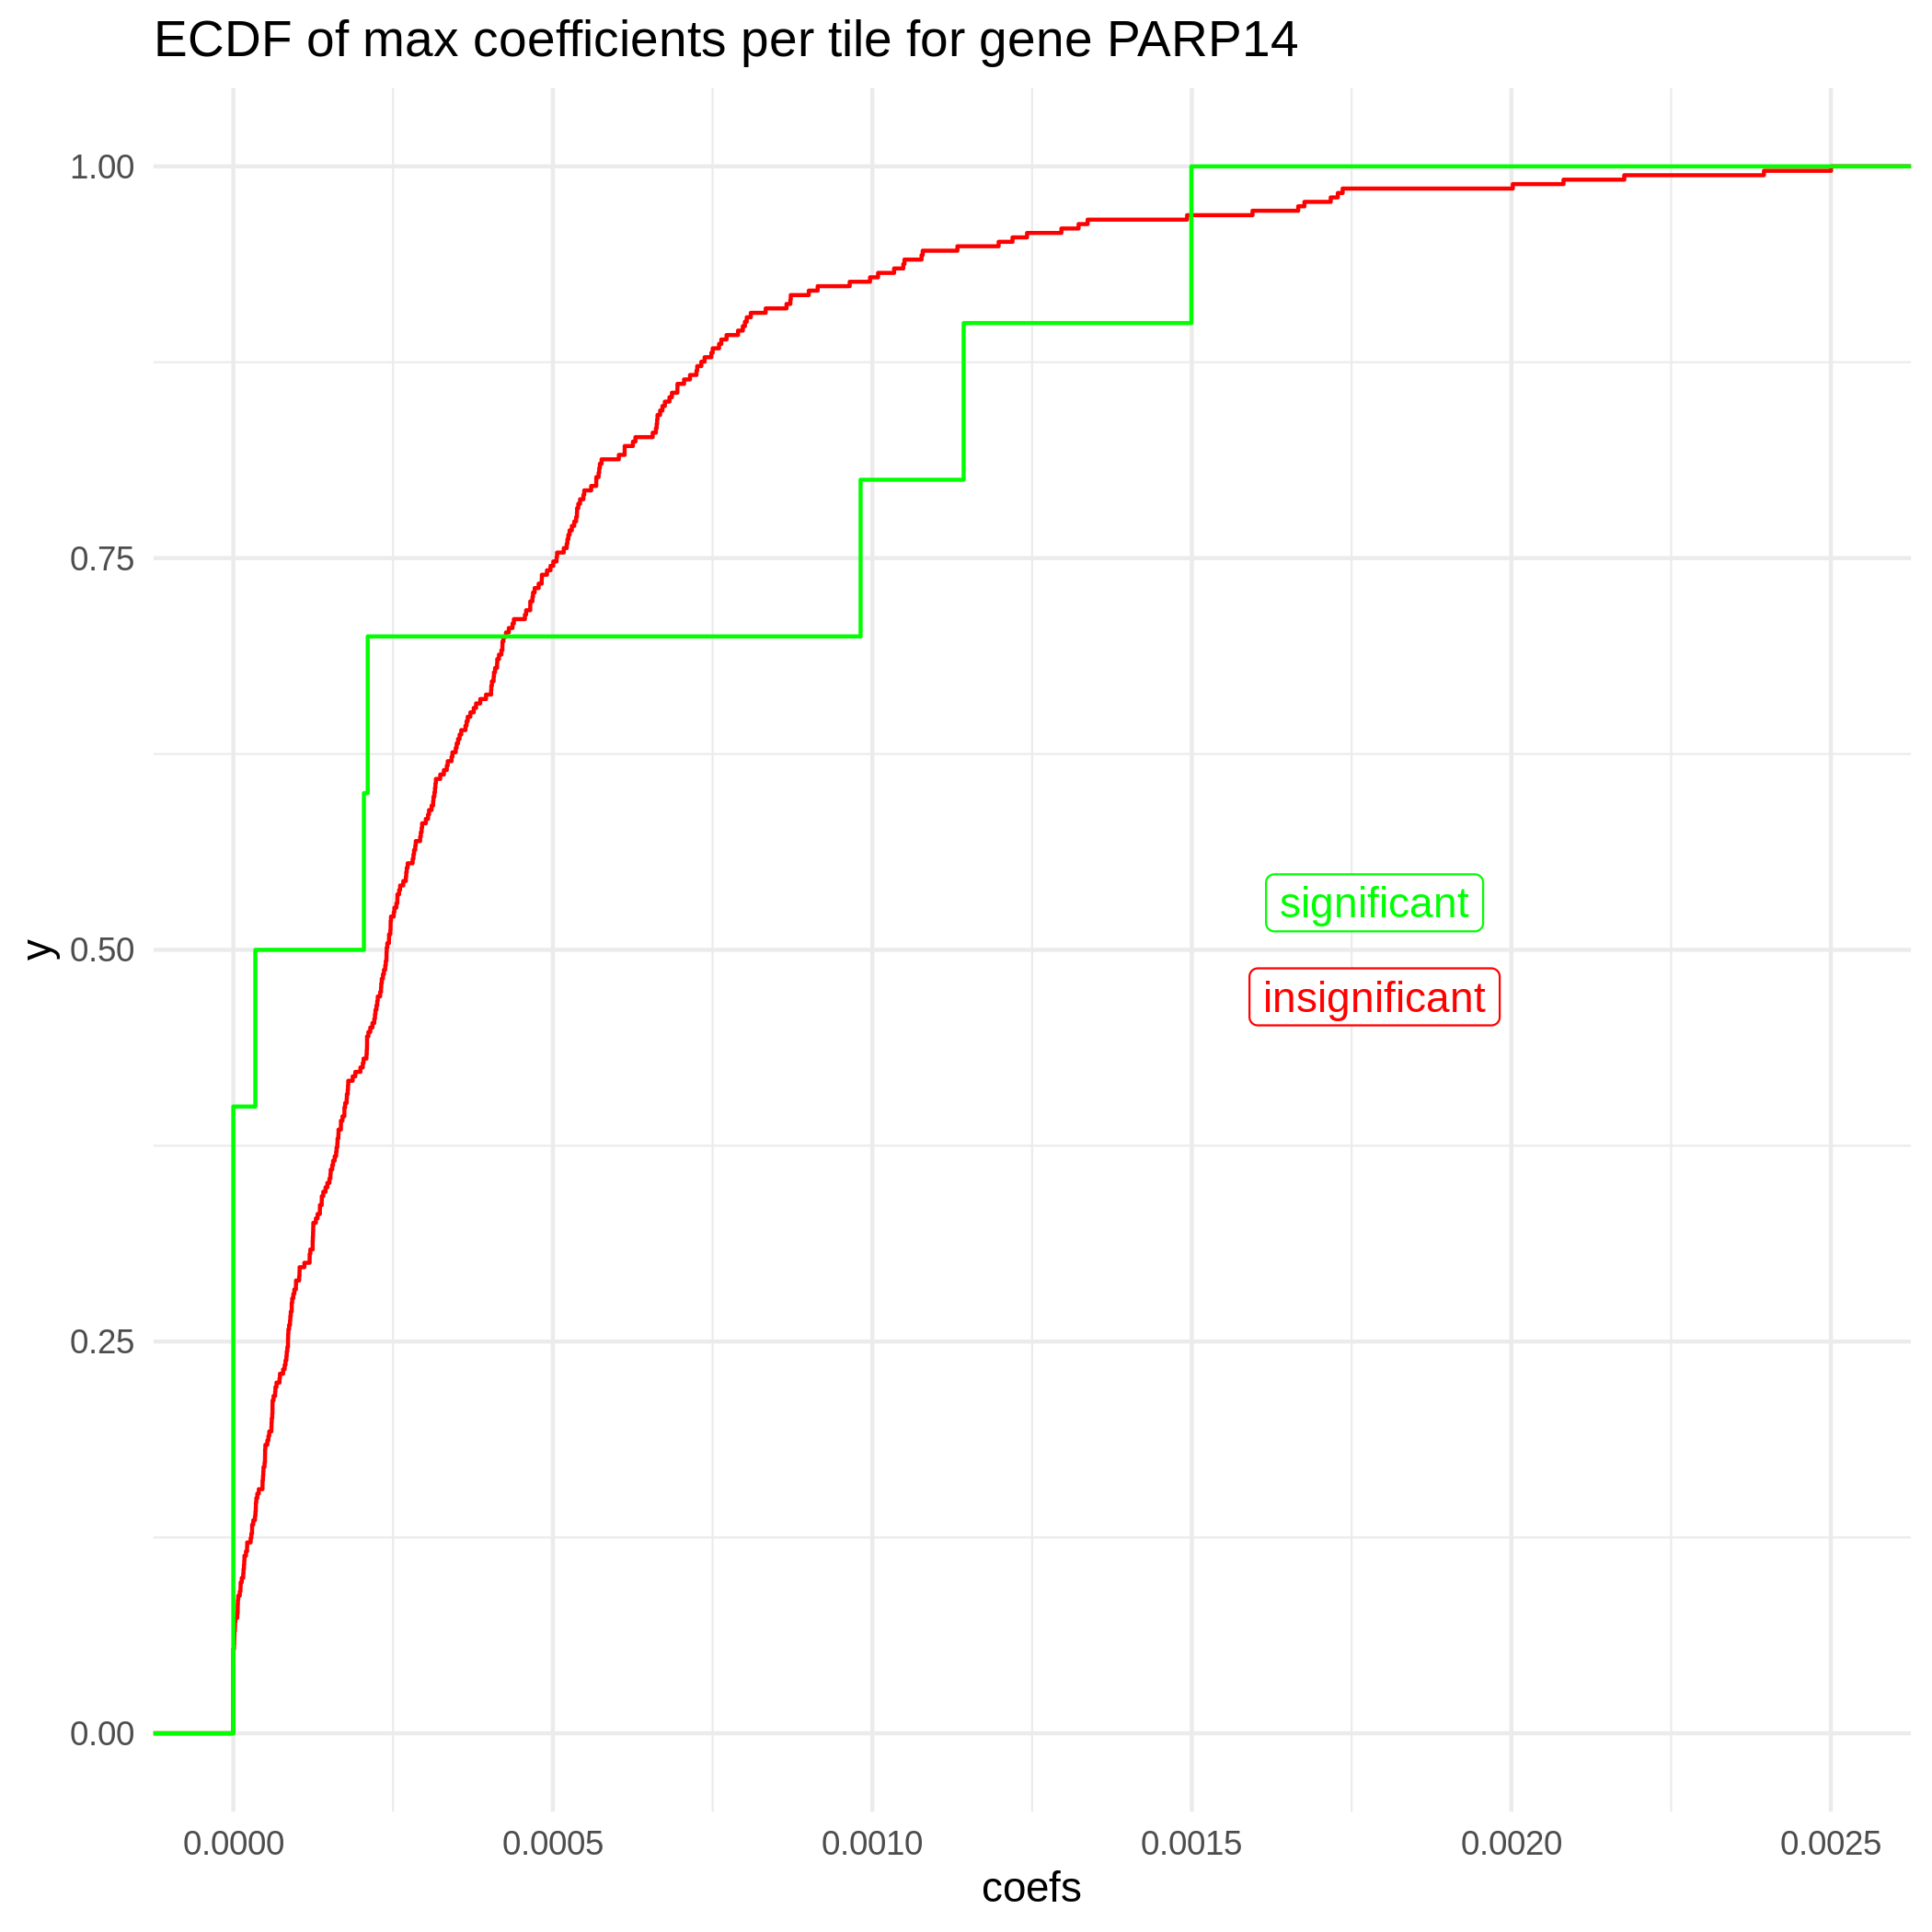 ECDF of max coefficients per tile for gene PARP14
1.00
0.75
0.50
0.25
0.00
y
significant
insignificant
0.0000 0.0005 0.0010 0.0015 0.0020 0.0025
coefs